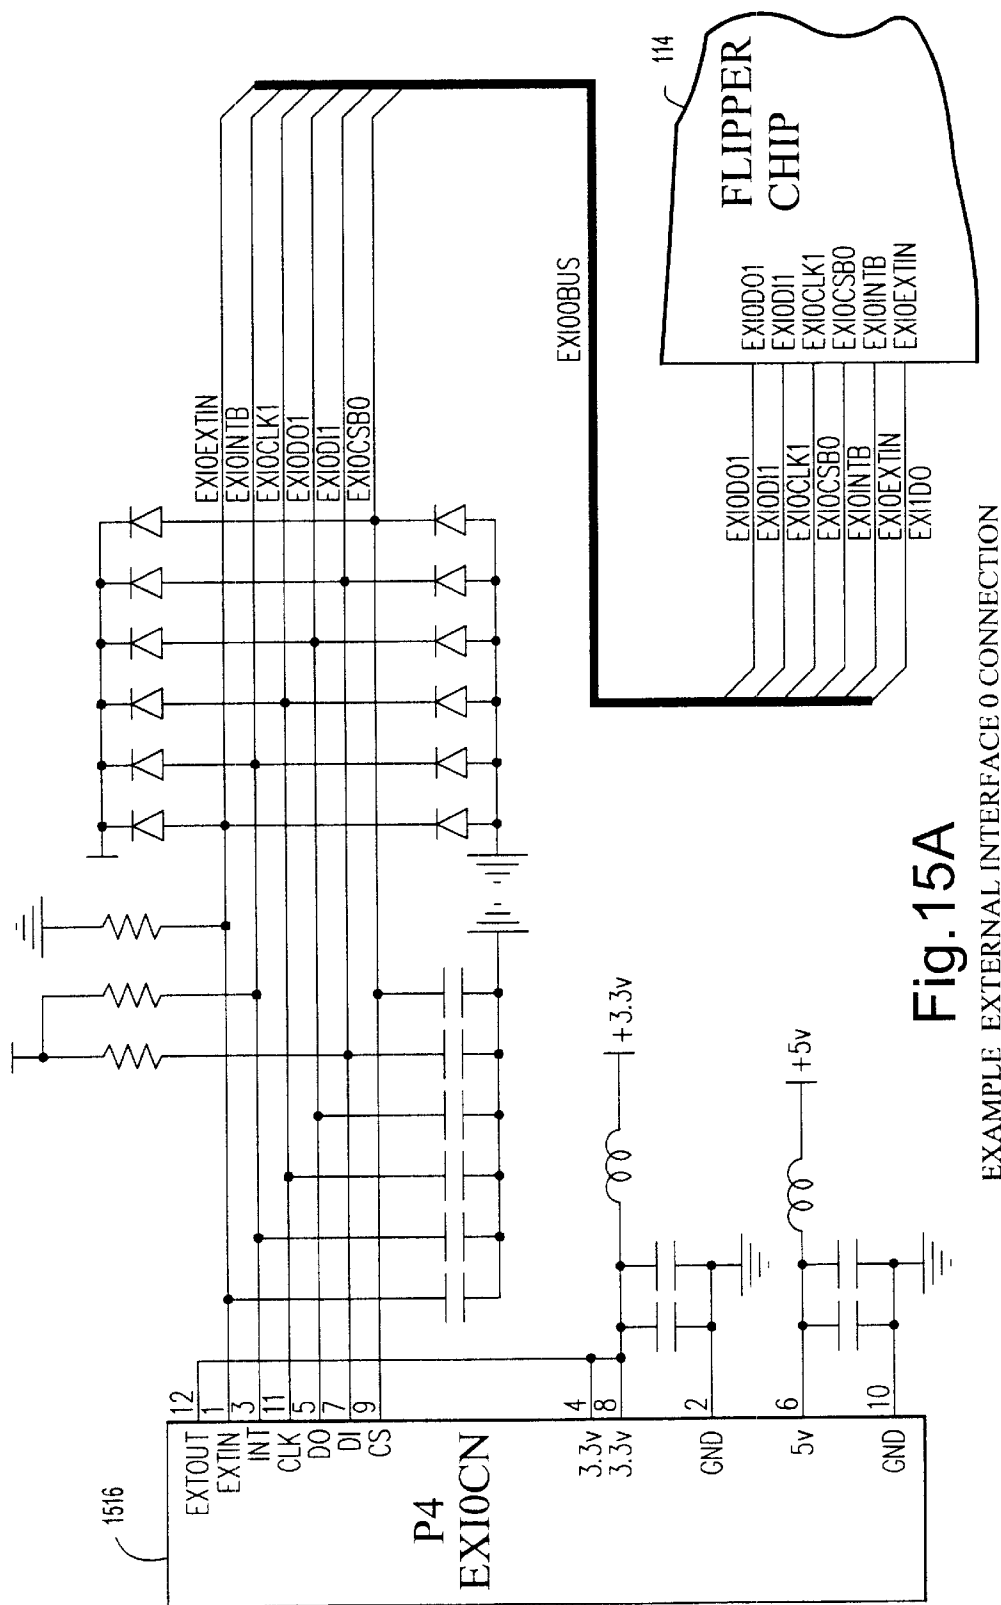 1516
P4
EXI0CN
EXTOUT 12
EXTIN 1
INT 3
CLK 11
DO 5
DI 7
CS 9
3.3v 4
3.3v 8
GND 2
5v 6
GND 10
+3.3v
+5v
EXI0EXTIN
EXI0INTB
EXI0CLK1
EXI0DO1
EXI0DI1
EXI0CSB0
EXI00BUS
EXI0DO1
EXI0DI1
EXI0CLK1
EXI0CSB0
EXI0INTB
EXI0EXTIN
EXI1DO
EXI0DO1
EXI0DI1
EXI0CLK1
EXI0CSB0
EXI0INTB
EXI0EXTIN
FLIPPER
CHIP
114
Fig.15A
EXAMPLE EXTERNAL INTERFACE 0 CONNECTION